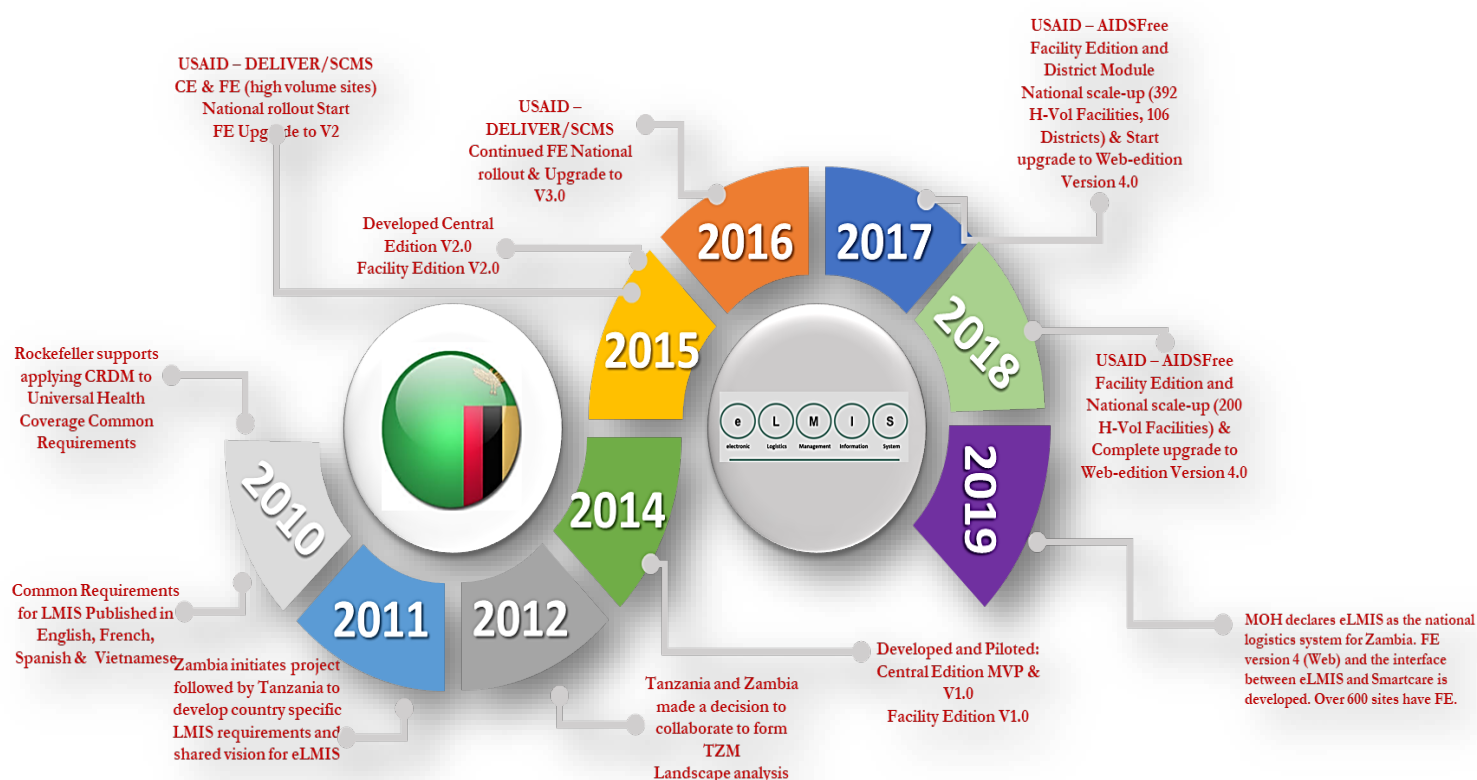 USAID – DELIVER/SCMS
CE & FE (high volume sites)
National rollout Start
FE Upgrade to V2
USAID –
DELIVER/SCMS
Continued FE National
rollout & Upgrade to
V3.0
USAID – AIDSFree
Facility Edition and
District Module
National scale-up (392
H-Vol Facilities, 106
Districts) & Start
upgrade to Web-edition
Version 4.0
Developed Central
Edition V2.0
Facility Edition V2.0
2016
2017
2015
2018
Rockefeller supports
applying CRDM to
Universal Health
Coverage Common
Requirements
USAID – AIDSFree
Facility Edition and
National scale-up (200
H-Vol Facilities) &
Complete upgrade to
Web-edition Version 4.0
e L M I S
electronic Logistics Management Information System
2010
2014
2019
Common Requirements
for LMIS Published in
English, French,
Spanish & Vietnamese
2011
2012
Zambia initiates project
followed by Tanzania to
develop country specific
LMIS requirements and
shared vision for eLMIS
Tanzania and Zambia
made a decision to
collaborate to form
TZM
Landscape analysis
Developed and Piloted:
Central Edition MVP &
V1.0
Facility Edition V1.0
MOH declares eLMIS as the national
logistics system for Zambia. FE
version 4 (Web) and the interface
between eLMIS and Smartcare is
developed. Over 600 sites have FE.